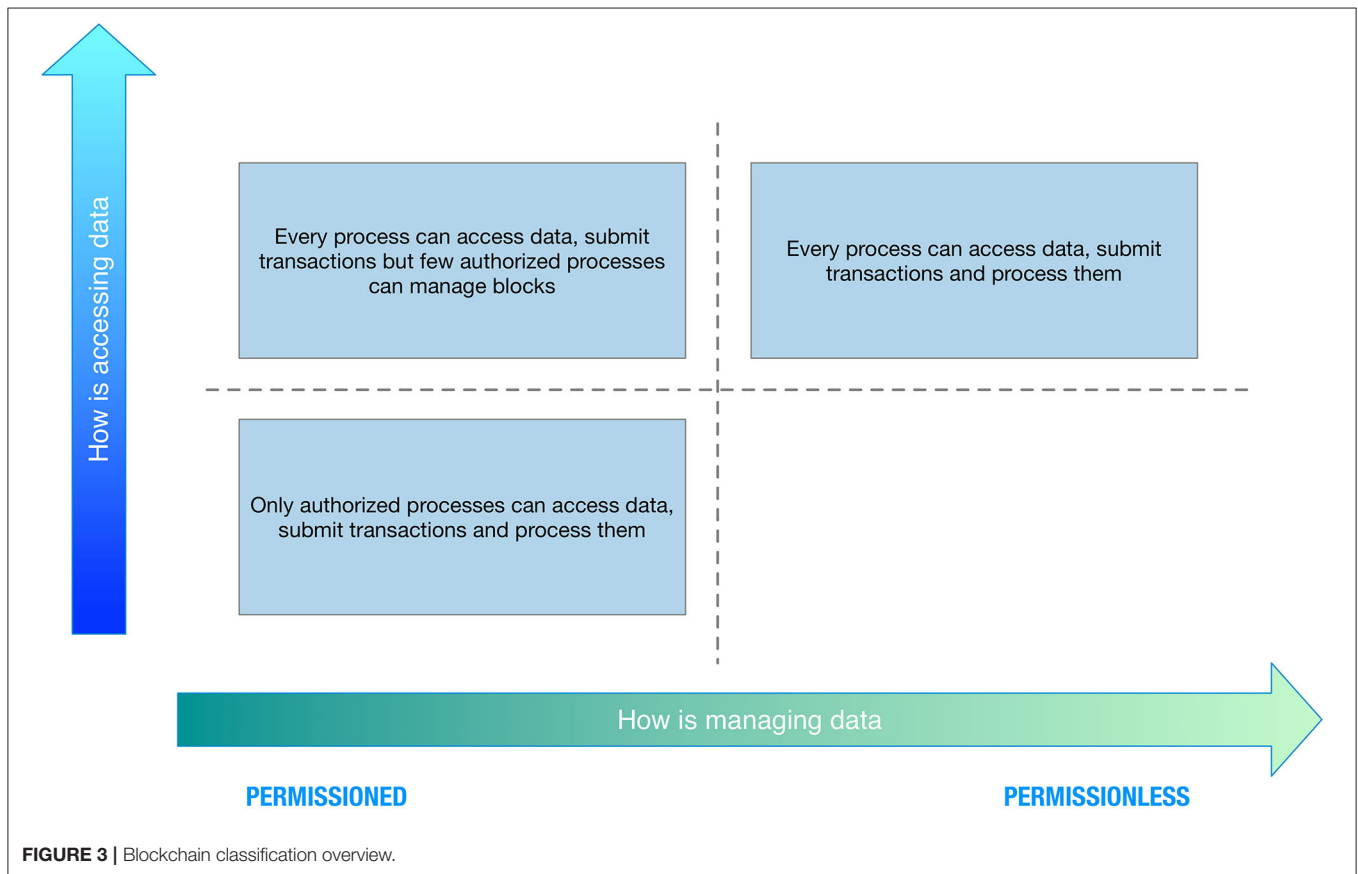 How is accessing data
Every process can access data, submit
transactions but few authorized processes
can manage blocks
Every process can access data, submit
transactions and process them
Only authorized processes can access data,
submit transactions and process them
How is managing data
PERMISSIONED
PERMISSIONLESS
FIGURE 3 | Blockchain classification overview.